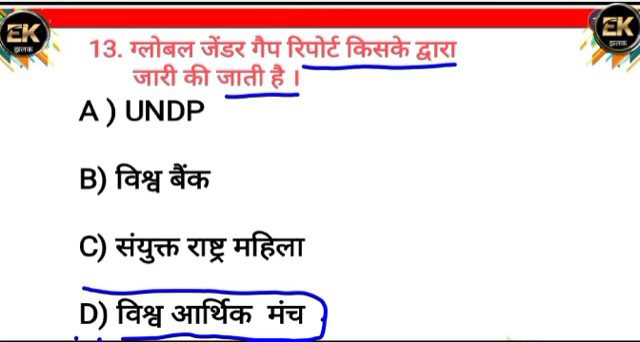 EK
झलक
EK
झलक
13. ग्लोबल जेंडर गैप रिपोर्ट किसके द्वारा
जारी की जाती है ।
A ) UNDP
B) विश्व बैंक
C) संयुक्त राष्ट्र महिला
D) विश्व आर्थिक मंच